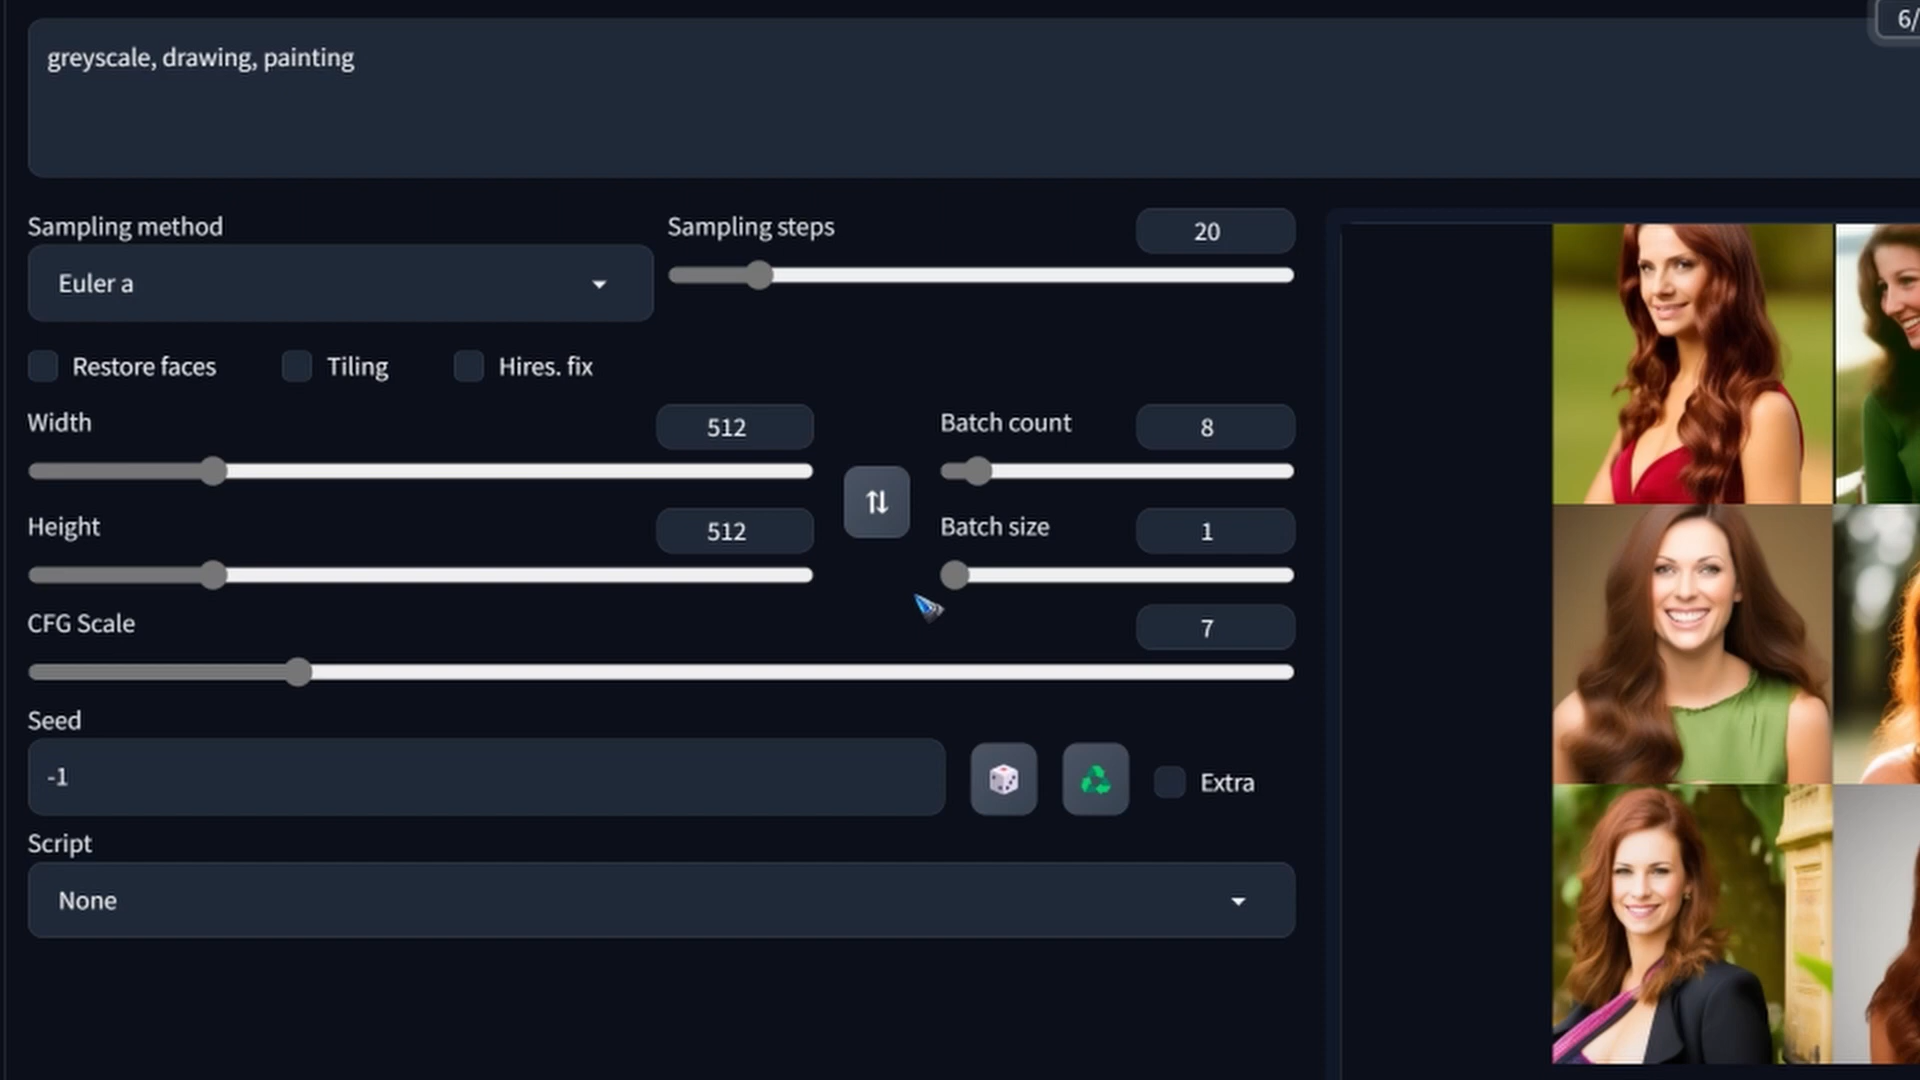 6/
greyscale, drawing, painting
Sampling method
Sampling steps
20
Euler a
Restore faces
Tiling
Hires. fix
Width
512
Batch count
8
Height
512
Batch size
1
CFG Scale
7
Seed
-1
Extra
Script
None